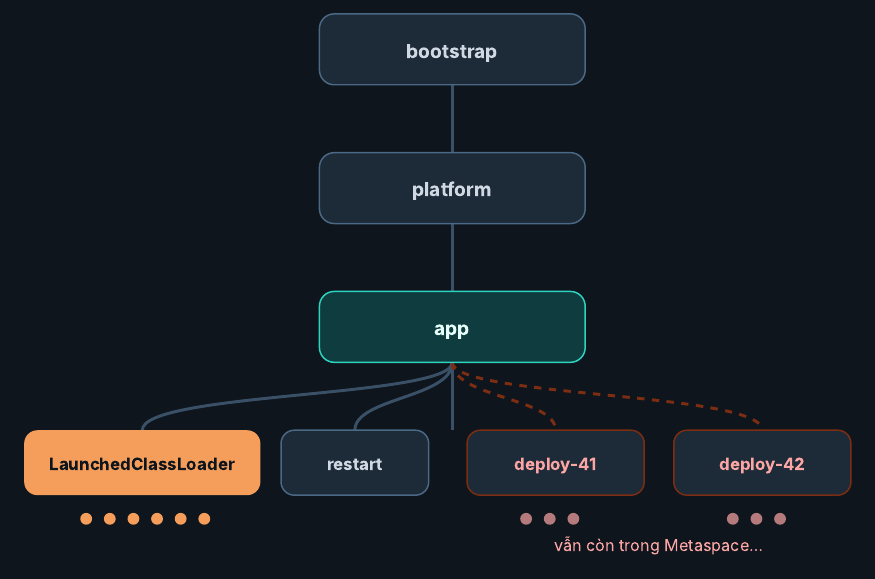 bootstrap
platform
app
LaunchedClassLoader
restart
deploy-41
deploy-42
vẫn còn trong Metaspace...